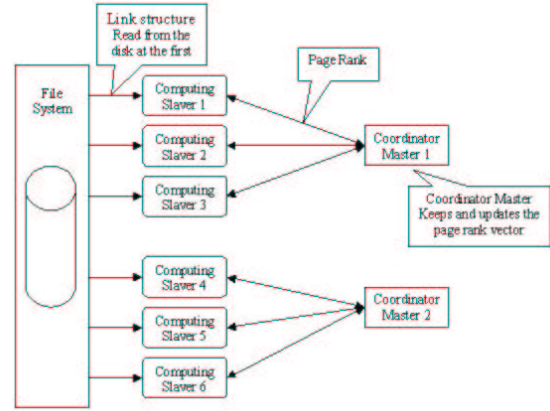 Link structure
Read from the
disk at the first
Page Rank
File
System
Computing
Slaver 1
Computing
Slaver 2
Computing
Slaver 3
Coordinator
Master 1
Coordinator Master
Keeps and updates the
page rank vector
Computing
Slaver 4
Computing
Slaver 5
Computing
Slaver 6
Coordinator
Master 2